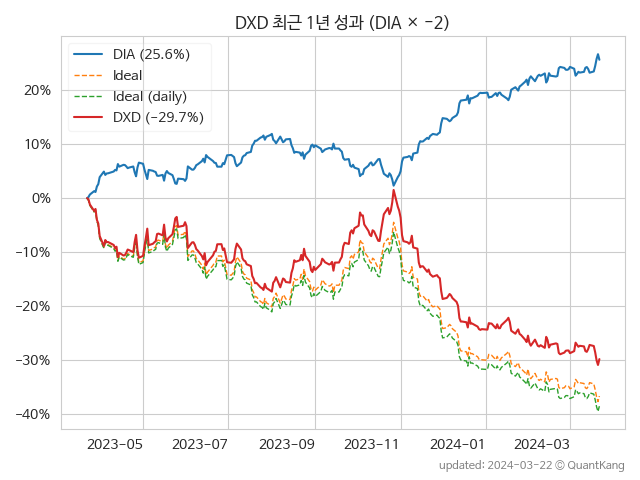 DXD 최근 1년 성과 (DIA × −2)
DIA (25.6%)
Ideal
Ideal (daily)
DXD (−29.7%)
20%
10%
0%
−10%
−20%
−30%
−40%
2023-05 2023-07 2023-09 2023-11 2024-01 2024-03
updated: 2024-03-22 © QuantKang